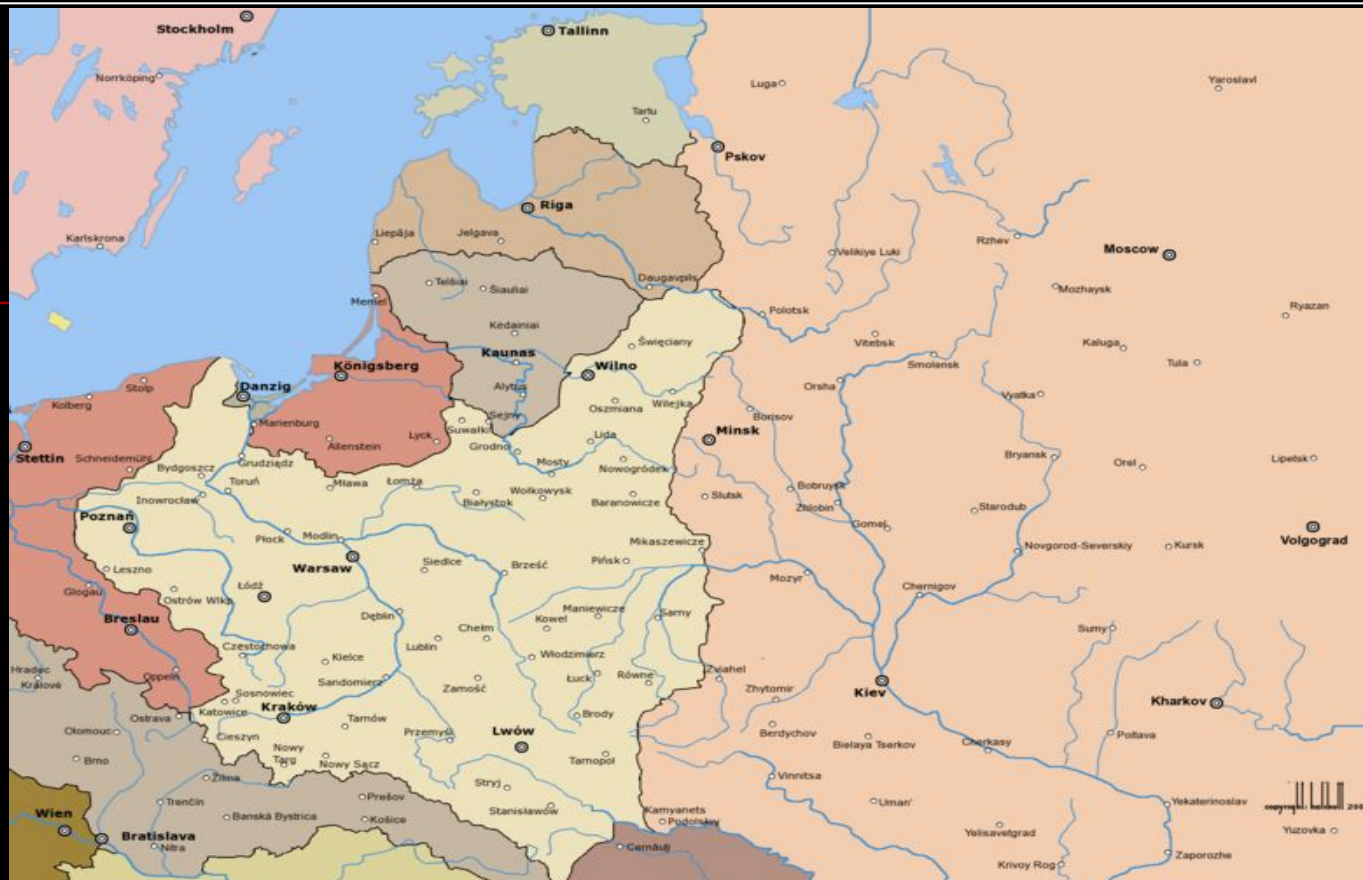 Stockholm
Tallinn
Norrköping
Luga
Yaroslavl
Tartu
Pskov
Riga
Karlskrona
Liepāja
Jelgava
Rzhev
Moscow
Velikiye Luki
Daugavpils
Telšiai
Šiauliai
Memel
Mozhaysk
Ryazan
Polotsk
Kėdainiai
Vitebsk
Święciany
Kaluga
Kaunas
Tula
Königsberg
Wilno
Smolensk
Danzig
Stolp
Alytus
Orsha
Kolberg
Oszmiana
Wilejka
Vyatka
Sejny
Borisov
Marienburg
Suwałki
Minsk
Allenstein
Lyck
Lida
Grodno
Stettin
Schneidemühl
Grudziądz
Bryansk
Bydgoszcz
Mosty
Nowogródek
Orel
Lipetsk
Toruń
Mława
Łomża
Wołkowysk
Bobruysk
Inowrocław
Białystok
Baranowicze
Slutsk
Zhlobin
Starodub
Poznań
Gomel
Płock
Modlin
Mikaszewicze
Volgograd
Novgorod-Severskiy
Kursk
Warsaw
Siedlce
Brześć
Pińsk
Leszno
Mozyr
Glogau
Łódź
Chernigov
Ostrów Wlkp.
Maniewicze
Breslau
Dęblin
Kowel
Sarny
Chełm
Sumy
Częstochowa
Lublin
Włodzimierz
Kielce
Hradec
Králové
Oppeln
Sandomierz
Zamość
Łuck
Równe
Zviahel
Kiev
Zhytomir
Sosnowiec
Katowice
Kraków
Kharkov
Ostrava
Tarnów
Brody
Olomouc
Cieszyn
Przemyśl
Lwów
Berdychov
Bielaya Tserkov
Cherkasy
Poltava
Brno
Nowy
Targ
Nowy Sącz
Tarnopol
Žilina
Stryj
Vinnitsa
Trenčín
Prešov
Wien
Banská Bystrica
Košice
Stanisławów
Kamyanets
Podolskiy
Uman'
Yekaterinoslav
Bratislava
Nitra
Yelisavetgrad
Yuzovka
Cernăuţi
Krivoy Rog
Zaporozhe